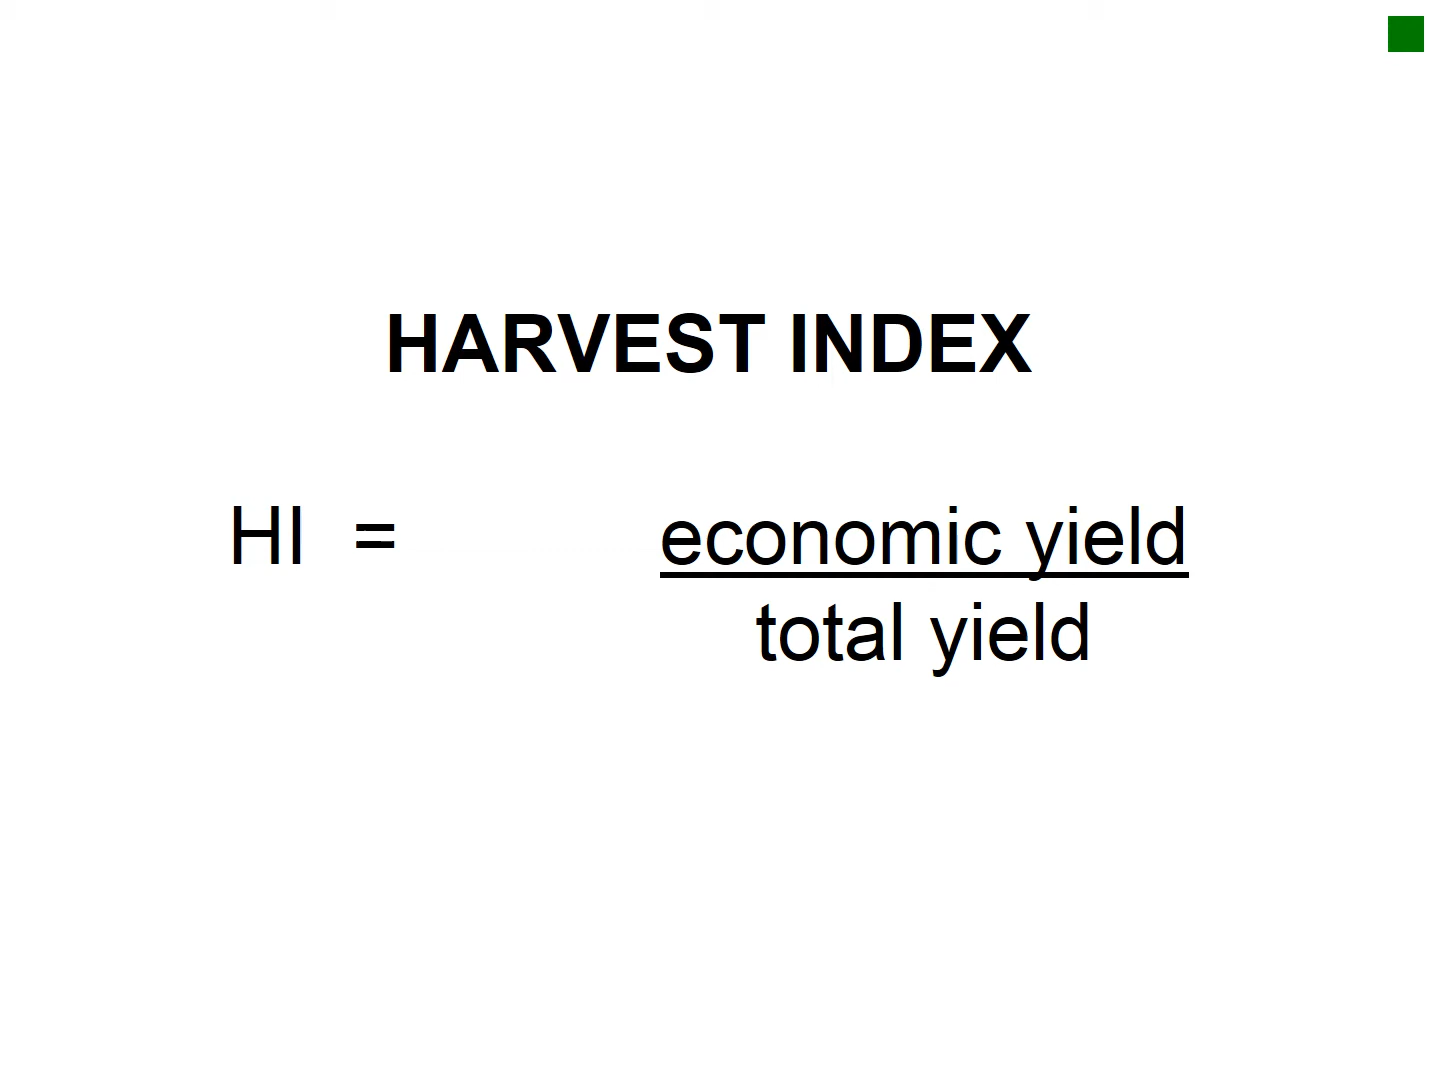 HARVEST INDEX
HI = economic yield
total yield